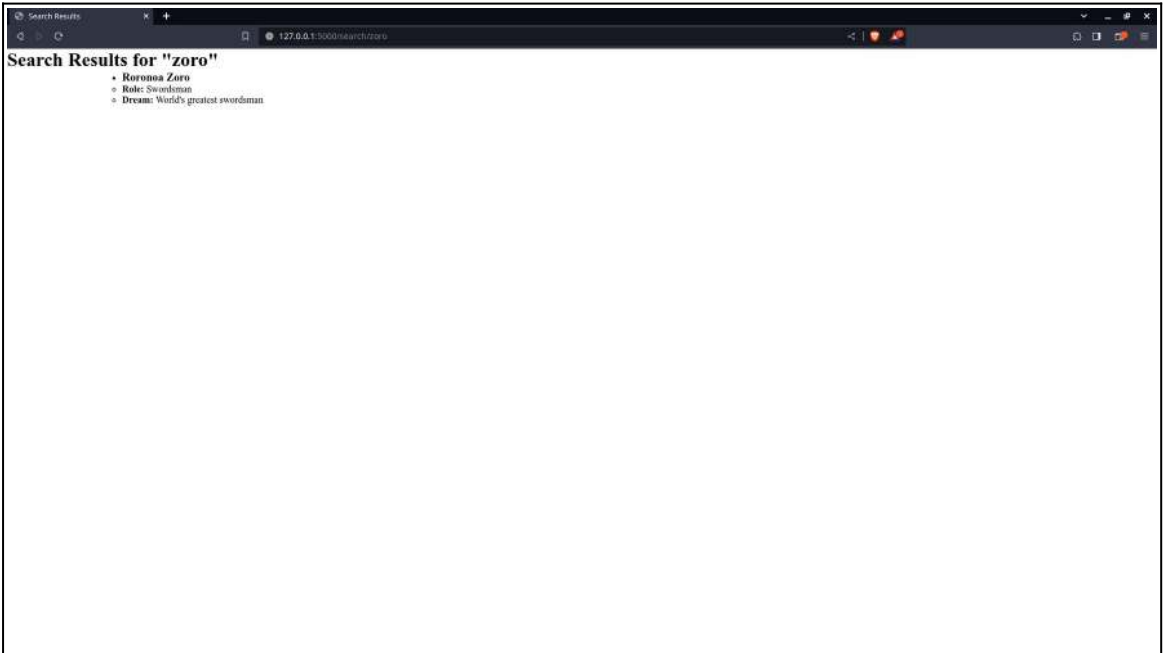 Search Results
127.0.0.1:5000/search/zoro
Search Results for "zoro"
Roronoa Zoro
Role: Swordsman
Dream: World's greatest swordsman